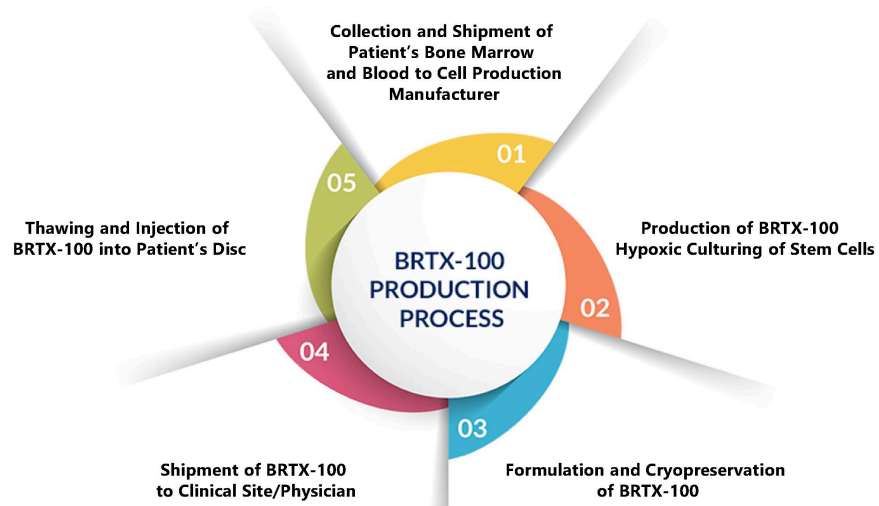 Collection and Shipment of
Patient's Bone Marrow
and Blood to Cell Production
Manufacturer
01
Production of BRTX-100
Hypoxic Culturing of Stem Cells
02
Formulation and Cryopreservation
of BRTX-100
03
Shipment of BRTX-100
to Clinical Site/Physician
04
Thawing and Injection of
BRTX-100 into Patient's Disc
05
BRTX-100
PRODUCTION
PROCESS